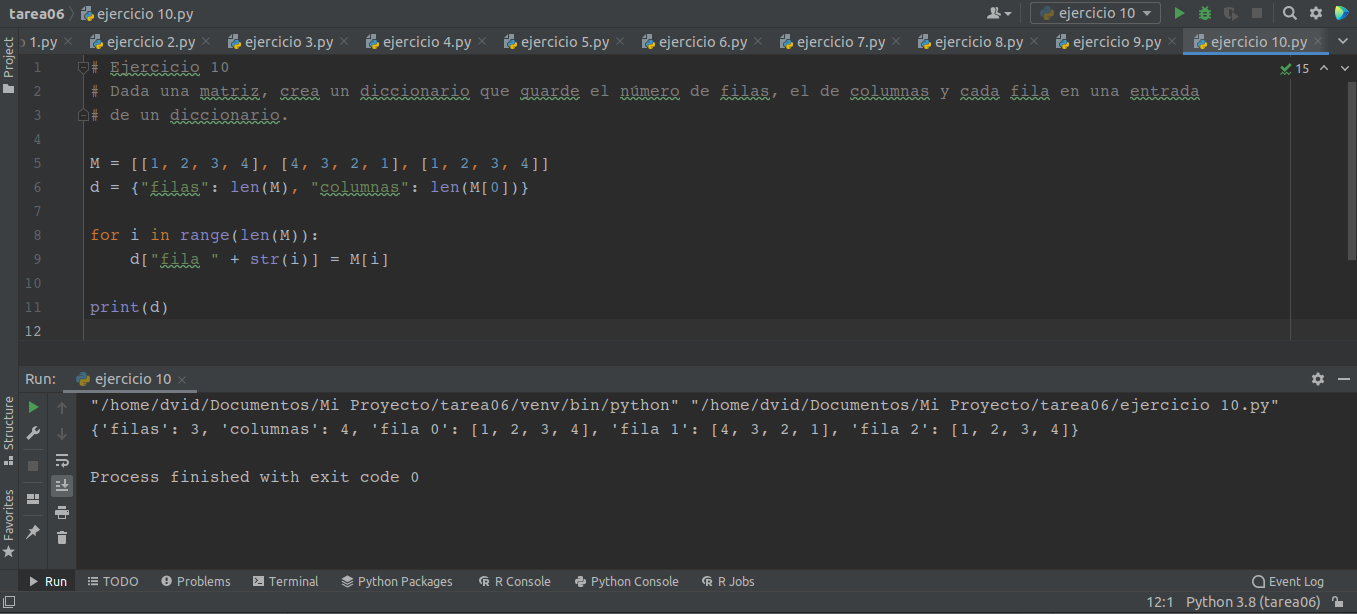 tarea06 ejercicio 10.py ejercicio 10
Project 1.py ejercicio 2.py ejercicio 3.py ejercicio 4.py ejercicio 5.py ejercicio 6.py ejercicio 7.py ejercicio 8.py ejercicio 9.py ejercicio 10.py
1 # Ejercicio 10 15
2 # Dada una matriz, crea un diccionario que guarde el número de filas, el de columnas y cada fila en una entrada
3 # de un diccionario.
4
5 M = [[1, 2, 3, 4], [4, 3, 2, 1], [1, 2, 3, 4]]
6 d = {"filas": len(M), "columnas": len(M[0])}
7
8 for i in range(len(M)):
9     d["fila " + str(i)] = M[i]
10
11 print(d)
12
Run: ejercicio 10
"/home/dvid/Documentos/Mi Proyecto/tarea06/venv/bin/python" "/home/dvid/Documentos/Mi Proyecto/tarea06/ejercicio 10.py"
{'filas': 3, 'columnas': 4, 'fila 0': [1, 2, 3, 4], 'fila 1': [4, 3, 2, 1], 'fila 2': [1, 2, 3, 4]}
Process finished with exit code 0
Structure
Favorites
Run TODO Problems Terminal Python Packages R Console Python Console R Jobs Event Log
12:1 Python 3.8 (tarea06)